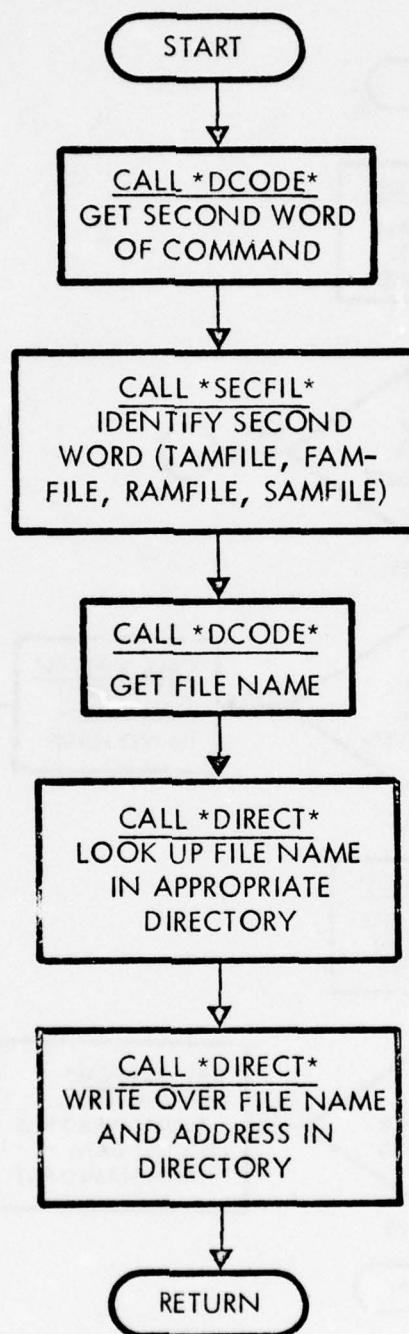 START
CALL *DCODE*
GET SECOND WORD
OF COMMAND
CALL *SECFIL*
IDENTIFY SECOND
WORD (TAMFILE, FAM-
FILE, RAMFILE, SAMFILE)
CALL *DCODE*
GET FILE NAME
CALL *DIRECT*
LOOK UP FILE NAME
IN APPROPRIATE
DIRECTORY
CALL *DIRECT*
WRITE OVER FILE NAME
AND ADDRESS IN
DIRECTORY
RETURN